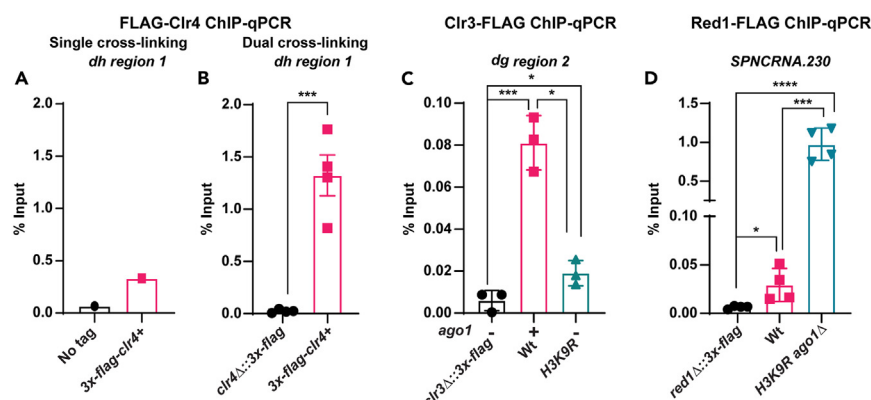 FLAG-Clr4 ChIP-qPCR
Single cross-linking
dh region 1
Dual cross-linking
dh region 1
Clr3-FLAG ChIP-qPCR
dg region 2
Red1-FLAG ChIP-qPCR
SPNCRNA.230
A
% Input
2.0
1.5
1.0
0.5
0.0
No tag
3x-flag-clr4+
B
% Input
2.0
1.5
1.0
0.5
0.0
***
clr4Δ::3x-flag
3x-flag-clr4+
C
% Input
0.10
0.08
0.06
0.04
0.02
0.00
*
*** *
ago1 - + -
clr3Δ::3x-flag
Wt
H3K9R
D
% Input
1.5
1.0
0.5
0.05
0.00
****
***
*
red1Δ::3x-flag
Wt
H3K9R ago1Δ